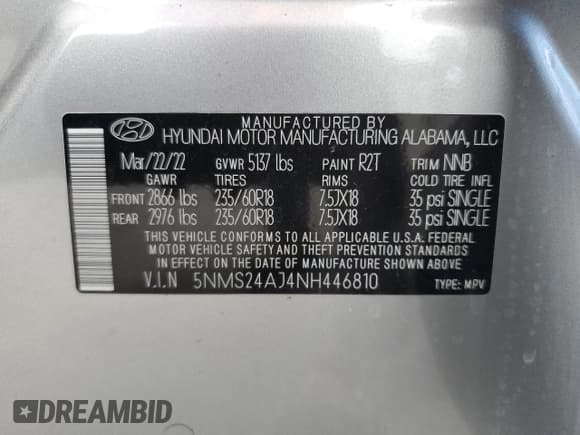 MANUFACTURED BY
HYUNDAI MOTOR MANUFACTURING ALABAMA, LLC
Mar/22/22 GVWR 5137 lbs PAINT R2T TRIM NNB
GAWR TIRES RIMS COLD TIRE INFL
FRONT 2866 lbs 235/60R18 7.5JX18 35 psi SINGLE
REAR 2976 lbs 235/60R18 7.5JX18 35 psi SINGLE
THIS VEHICLE CONFORMS TO ALL APPLICABLE U.S.A. FEDERAL
MOTOR VEHICLE SAFETY AND THEFT PREVENTION STANDARDS
IN EFFECT ON THE DATE OF MANUFACTURE SHOWN ABOVE
V.I.N 5NMS24AJ4NH446810 TYPE: MPV
DREAMBID